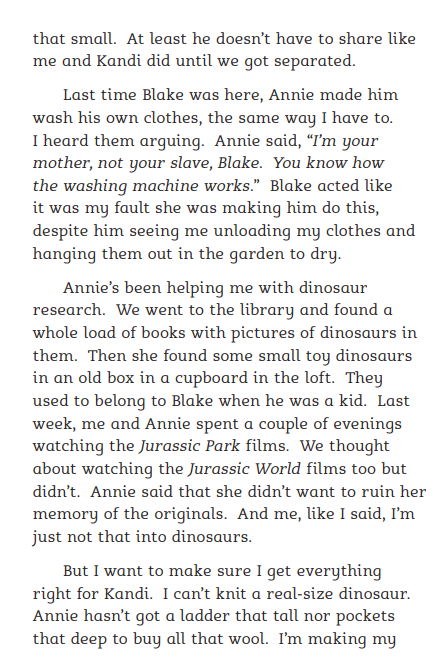 that small.  At least he doesn't have to share like
me and Kandi did until we got separated.
Last time Blake was here, Annie made him
wash his own clothes, the same way I have to.
I heard them arguing.  Annie said, “I'm your
mother, not your slave, Blake.  You know how
the washing machine works.”  Blake acted like
it was my fault she was making him do this,
despite him seeing me unloading my clothes and
hanging them out in the garden to dry.
Annie's been helping me with dinosaur
research.  We went to the library and found a
whole load of books with pictures of dinosaurs in
them.  Then she found some small toy dinosaurs
in an old box in a cupboard in the loft.  They
used to belong to Blake when he was a kid.  Last
week, me and Annie spent a couple of evenings
watching the Jurassic Park films.  We thought
about watching the Jurassic World films too but
didn't.  Annie said that she didn't want to ruin her
memory of the originals.  And me, like I said, I'm
just not that into dinosaurs.
But I want to make sure I get everything
right for Kandi.  I can't knit a real-size dinosaur.
Annie hasn't got a ladder that tall nor pockets
that deep to buy all that wool.  I'm making my